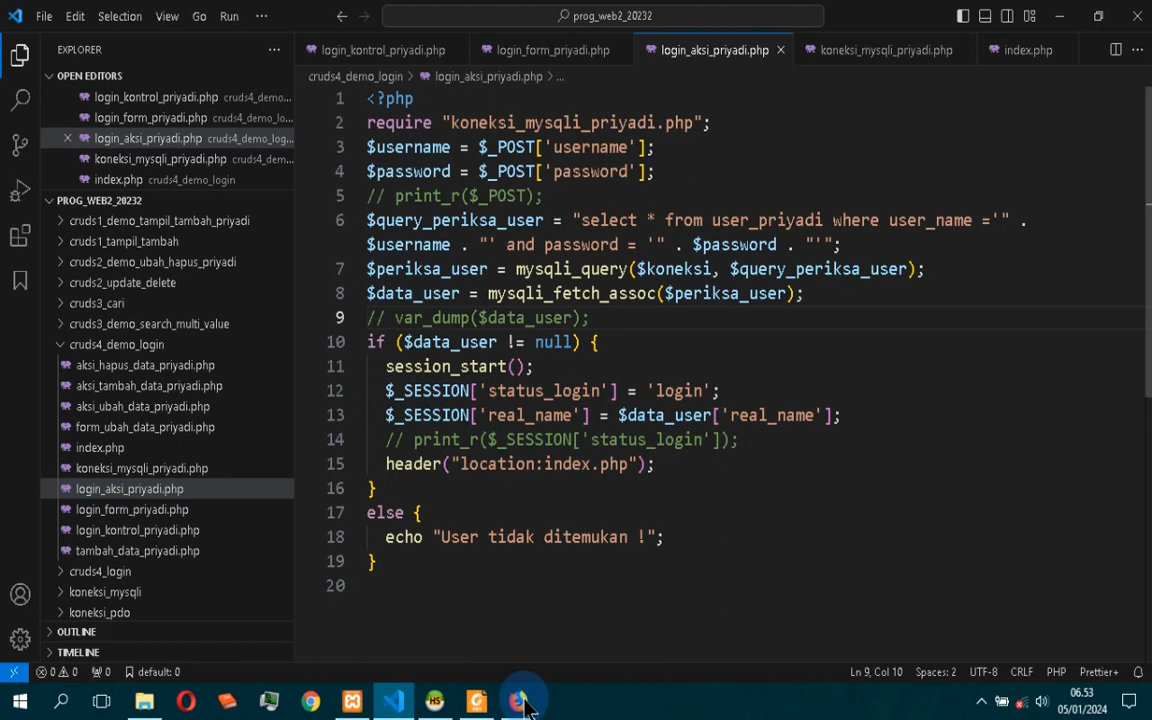 File Edit Selection View Go Run ··· prog_web2_20232
EXPLORER ···
OPEN EDITORS
login_kontrol_priyadi.php cruds4_demo...
login_form_priyadi.php cruds4_demo_lo...
login_aksi_priyadi.php cruds4_demo_log...
koneksi_mysqli_priyadi.php cruds4_de...
index.php cruds4_demo_login
PROG_WEB2_20232
cruds1_demo_tampil_tambah_priyadi
cruds1_tampil_tambah
cruds2_demo_ubah_hapus_priyadi
cruds2_update_delete
cruds3_cari
cruds3_demo_search_multi_value
cruds4_demo_login
aksi_hapus_data_priyadi.php
aksi_tambah_data_priyadi.php
aksi_ubah_data_priyadi.php
form_ubah_data_priyadi.php
index.php
koneksi_mysqli_priyadi.php
login_aksi_priyadi.php
login_form_priyadi.php
login_kontrol_priyadi.php
tambah_data_priyadi.php
cruds4_login
koneksi_mysqli
koneksi_pdo
OUTLINE
TIMELINE
login_kontrol_priyadi.php login_form_priyadi.php login_aksi_priyadi.php koneksi_mysqli_priyadi.php index.php
cruds4_demo_login > login_aksi_priyadi.php > ...
1 <?php
2 require "koneksi_mysqli_priyadi.php";
3 $username = $_POST['username'];
4 $password = $_POST['password'];
5 // print_r($_POST);
6 $query_periksa_user = "select * from user_priyadi where user_name ='" .
$username . "' and password = '" . $password . "'";
7 $periksa_user = mysqli_query($koneksi, $query_periksa_user);
8 $data_user = mysqli_fetch_assoc($periksa_user);
9 // var_dump($data_user);
10 if ($data_user != null) {
11 session_start();
12 $_SESSION['status_login'] = 'login';
13 $_SESSION['real_name'] = $data_user['real_name'];
14 // print_r($_SESSION['status_login']);
15 header("location:index.php");
16 }
17 else {
18 echo "User tidak ditemukan !";
19 }
20
0 0 0 default: 0 Ln 9, Col 10 Spaces: 2 UTF-8 CRLF PHP Prettier+
06.53
05/01/2024